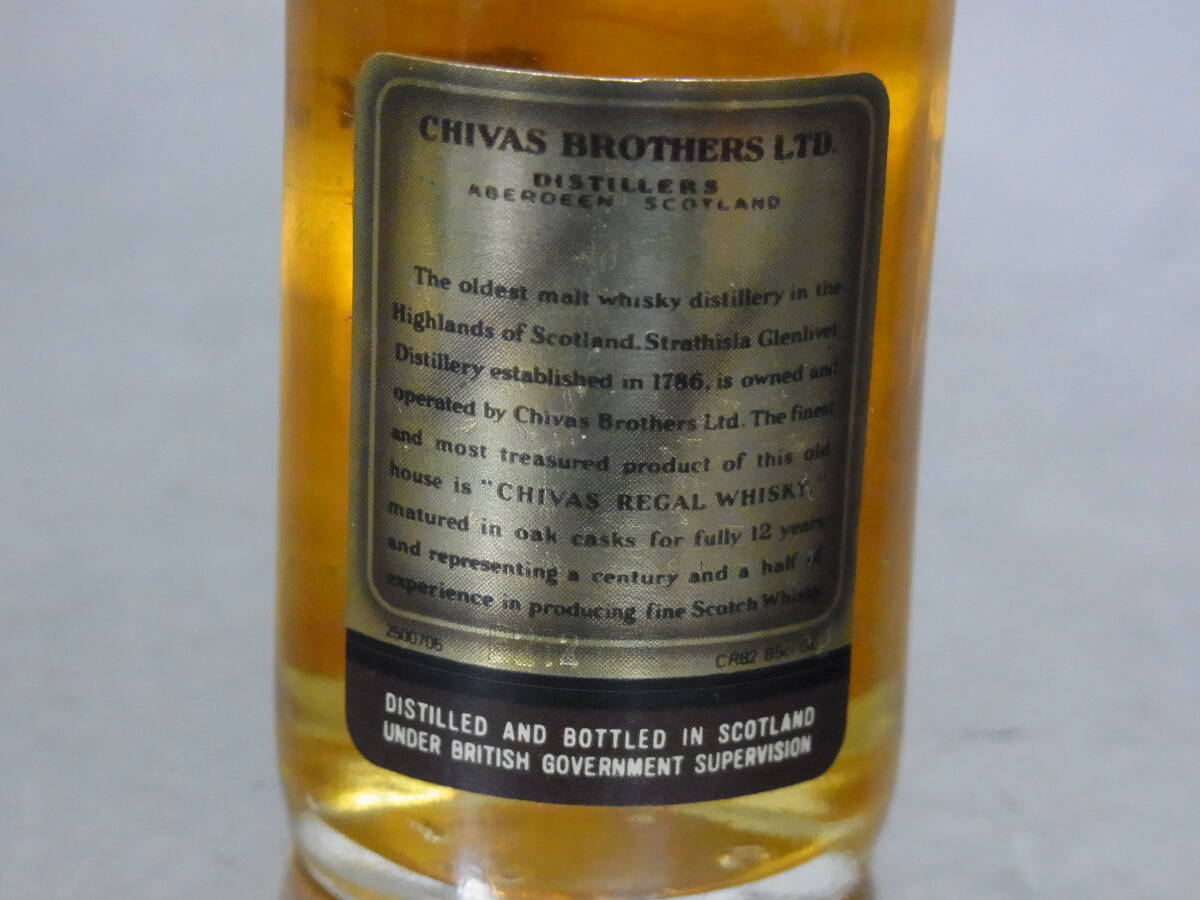 CHIVAS BROTHERS LTD.
DISTILLERS
ABERDEEN SCOTLAND
The oldest malt whisky distillery in the
Highlands of Scotland. Strathisla Glenlivet
Distillery established in 1786, is owned and
operated by Chivas Brothers Ltd. The finest
and most treasured product of this old
house is "CHIVAS REGAL WHISKY,"
matured in oak casks for fully 12 years
and representing a century and a half of
experience in producing fine Scotch Whisky.
2500706
CR82 85cl
DISTILLED AND BOTTLED IN SCOTLAND
UNDER BRITISH GOVERNMENT SUPERVISION